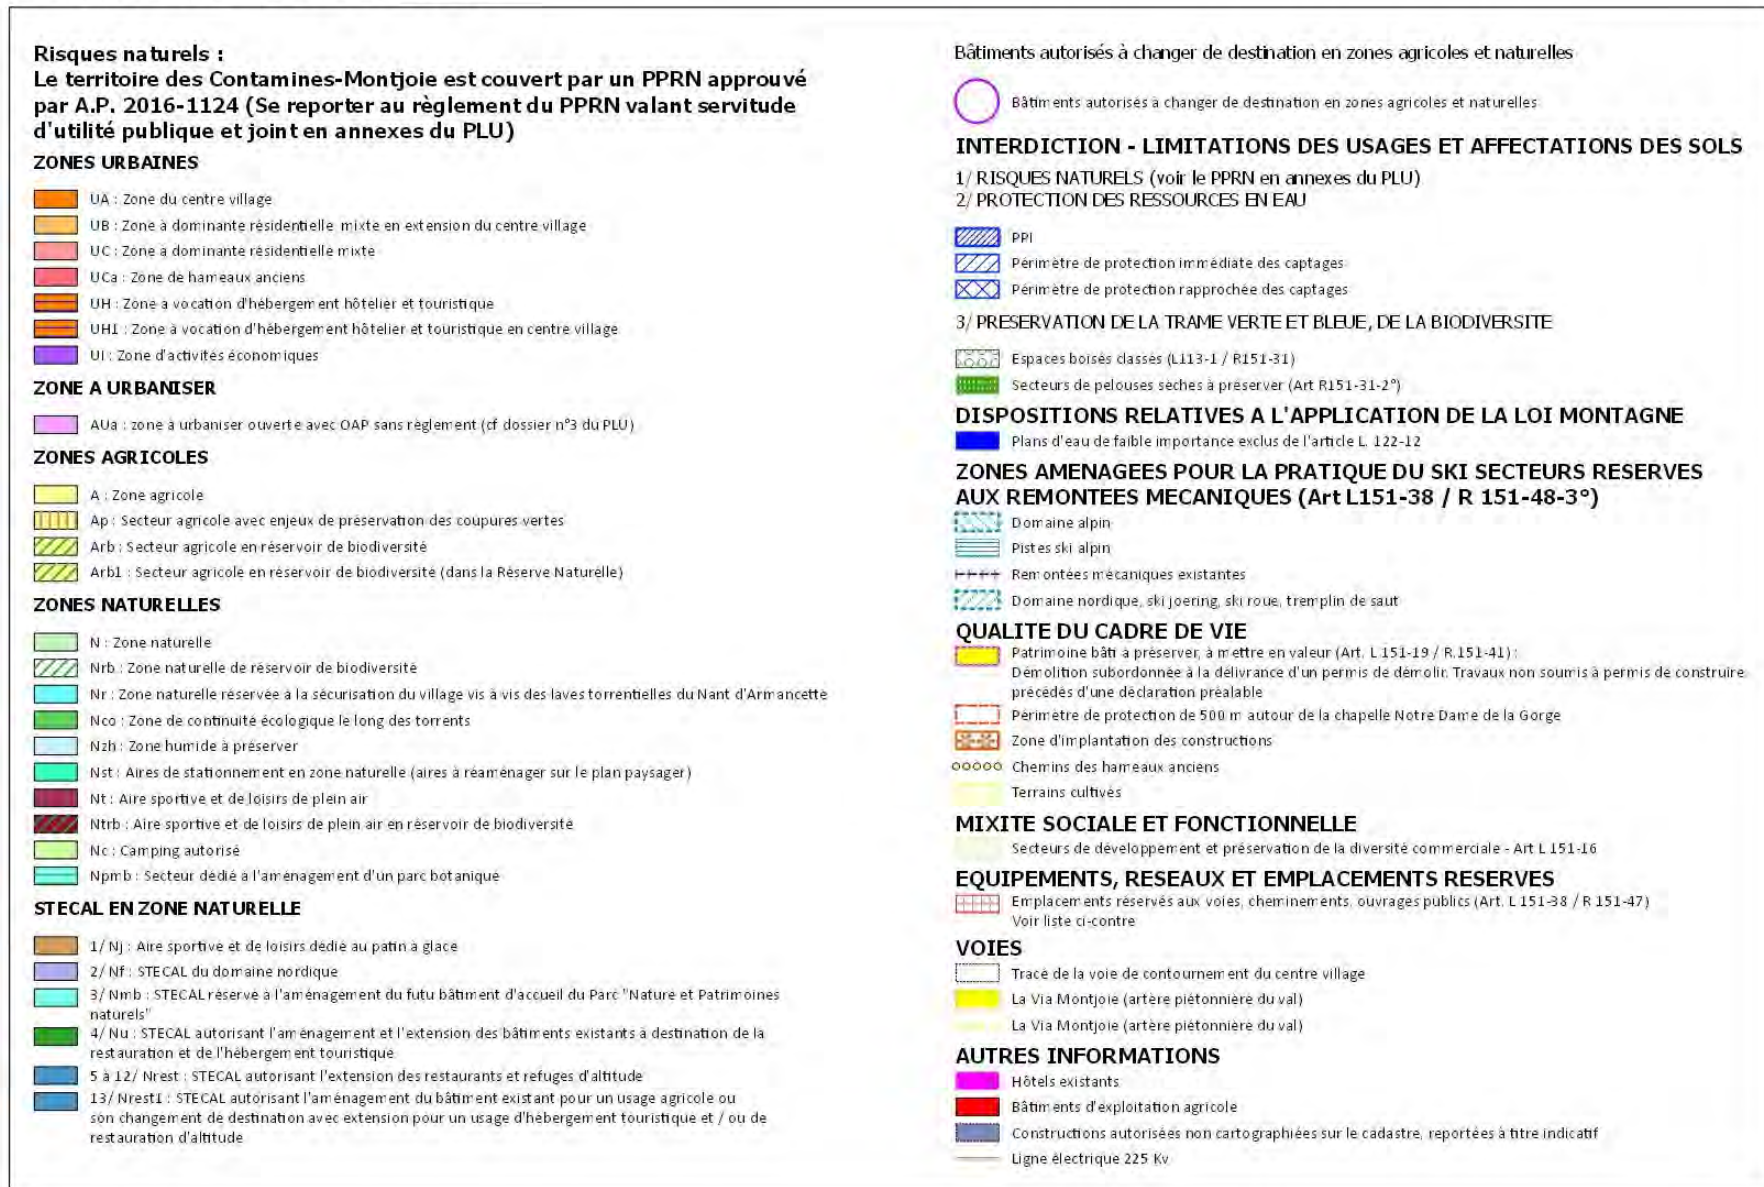 Risques naturels :
Le territoire des Contamines-Montjoie est couvert par un PPRN approuvé
par A.P. 2016-1124 (Se reporter au règlement du PPRN valant servitude
d'utilité publique et joint en annexes du PLU)
ZONES URBAINES
UA : Zone du centre village
UB : Zone à dominante résidentielle mixte en extension du centre village
UC : Zone à dominante résidentielle mixte
UCa : Zone de hameaux anciens
UH : Zone à vocation d'hébergement hôtelier et touristique
UH1 : Zone à vocation d'hébergement hôtelier et touristique en centre village
UI : Zone d'activités économiques
ZONE A URBANISER
AUa : zone à urbaniser ouverte avec OAP sans règlement (cf dossier n°3 du PLU)
ZONES AGRICOLES
A : Zone agricole
Ap : Secteur agricole avec enjeux de préservation des coupures vertes
Arb : Secteur agricole en réservoir de biodiversité
Arb1 : Secteur agricole en réservoir de biodiversité (dans la Réserve Naturelle)
ZONES NATURELLES
N : Zone naturelle
Nrb : Zone naturelle de réservoir de biodiversité
Nr : Zone naturelle réservée à la sécurisation du village vis à vis des laves torrentielles du Nant d'Armancette
Nco : Zone de continuité écologique le long des torrents
Nzh : Zone humide à préserver
Nst : Aires de stationnement en zone naturelle (aires à réaménager sur le plan paysager)
Nt : Aire sportive et de loisirs de plein air
Ntrb : Aire sportive et de loisirs de plein air en réservoir de biodiversité
Nc : Camping autorisé
Npmb : Secteur dédié à l'aménagement d'un parc botanique
STECAL EN ZONE NATURELLE
1/ Nj : Aire sportive et de loisirs dédié au patin à glace
2/ Nf : STECAL du domaine nordique
3/ Nmb : STECAL réservé à l'aménagement du futu bâtiment d'accueil du Parc "Nature et Patrimoines
naturels"
4/ Nu : STECAL autorisant l'aménagement et l'extension des bâtiments existants à destination de la
restauration et de l'hébergement touristique
5 à 12/ Nrest : STECAL autorisant l'extension des restaurants et refuges d'altitude
13/ Nrest1 : STECAL autorisant l'aménagement du bâtiment existant pour un usage agricole ou
son changement de destination avec extension pour un usage d'hébergement touristique et / ou de
restauration d'altitude
Bâtiments autorisés à changer de destination en zones agricoles et naturelles
Bâtiments autorisés à changer de destination en zones agricoles et naturelles
INTERDICTION - LIMITATIONS DES USAGES ET AFFECTATIONS DES SOLS
1/ RISQUES NATURELS (voir le PPRN en annexes du PLU)
2/ PROTECTION DES RESSOURCES EN EAU
PPI
Périmètre de protection immédiate des captages
Périmètre de protection rapprochée des captages
3/ PRESERVATION DE LA TRAME VERTE ET BLEUE, DE LA BIODIVERSITE
Espaces boisés classés (L113-1 / R151-31)
Secteurs de pelouses sèches à préserver (Art R151-31-2°)
DISPOSITIONS RELATIVES A L'APPLICATION DE LA LOI MONTAGNE
Plans d'eau de faible importance exclus de l'article L. 122-12
ZONES AMENAGEES POUR LA PRATIQUE DU SKI SECTEURS RESERVES
AUX REMONTEES MECANIQUES (Art L151-38 / R 151-48-3°)
Domaine alpin
Pistes ski alpin
Remontées mécaniques existantes
Domaine nordique, ski joering, ski roue, tremplin de saut
QUALITE DU CADRE DE VIE
Patrimoine bâti à préserver, à mettre en valeur (Art. L.151-19 / R.151-41) :
Démolition subordonnée à la délivrance d'un permis de démolir. Travaux non soumis à permis de construire
précédés d'une déclaration préalable
Périmètre de protection de 500 m autour de la chapelle Notre Dame de la Gorge
Zone d'implantation des constructions
Chemins des hameaux anciens
Terrains cultivés
MIXITE SOCIALE ET FONCTIONNELLE
Secteurs de développement et préservation de la diversité commerciale - Art L 151-16
EQUIPEMENTS, RESEAUX ET EMPLACEMENTS RESERVES
Emplacements réservés aux voies, cheminements, ouvrages publics (Art. L 151-38 / R 151-47)
Voir liste ci-contre
VOIES
Tracé de la voie de contournement du centre village
La Via Montjoie (artère piétonnière du val)
La Via Montjoie (artère piétonnière du val)
AUTRES INFORMATIONS
Hôtels existants
Bâtiments d'exploitation agricole
Constructions autorisées non cartographiées sur le cadastre, reportées à titre indicatif
Ligne électrique 225 Kv